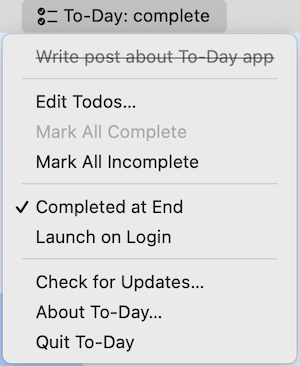 To-Day: complete
Write post about To-Day app
Edit Todos...
Mark All Complete
Mark All Incomplete
Completed at End
Launch on Login
Check for Updates...
About To-Day...
Quit To-Day